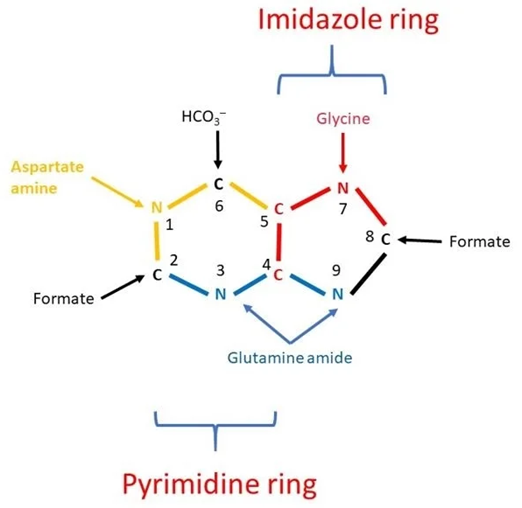 Imidazole ring
HCO₃⁻
Glycine
Aspartate
amine
C
6
N
7
N
1
5
C
8
C
Formate
2
C
3
4
C
9
Formate
N
N
Glutamine amide
Pyrimidine ring